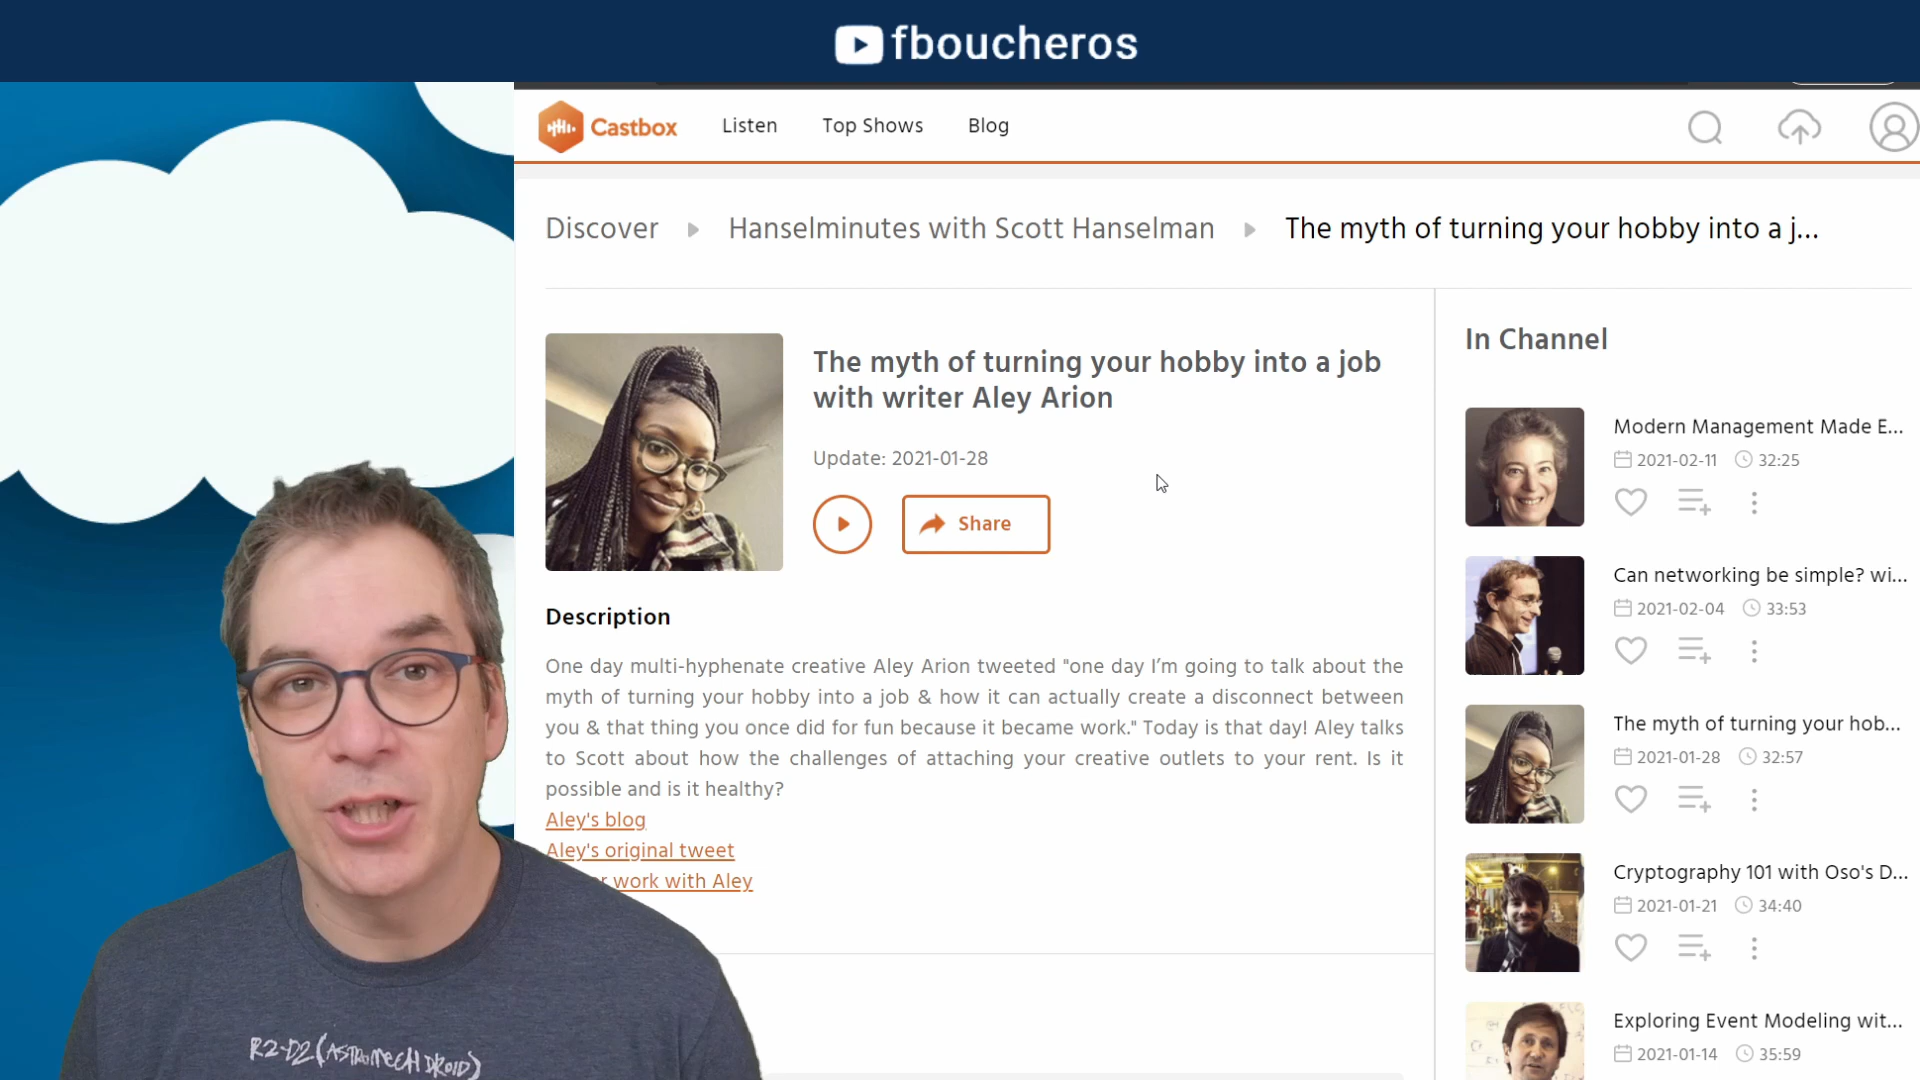 fboucheros
Castbox
Listen
Top Shows
Blog
Discover
Hanselminutes with Scott Hanselman
The myth of turning your hobby into a j...
The myth of turning your hobby into a job
with writer Aley Arion
Update: 2021-01-28
Share
Description
One day multi-hyphenate creative Aley Arion tweeted "one day I’m going to talk about the
myth of turning your hobby into a job & how it can actually create a disconnect between
you & that thing you once did for fun because it became work." Today is that day! Aley talks
to Scott about how the challenges of attaching your creative outlets to your rent. Is it
possible and is it healthy?
Aley's blog
Aley's original tweet
work with Aley
In Channel
Modern Management Made E...
2021-02-11 32:25
Can networking be simple? wi...
2021-02-04 33:53
The myth of turning your hob...
2021-01-28 32:57
Cryptography 101 with Oso's D...
2021-01-21 34:40
Exploring Event Modeling wit...
2021-01-14 35:59
R2-D2 (ASTROMECH DROID)